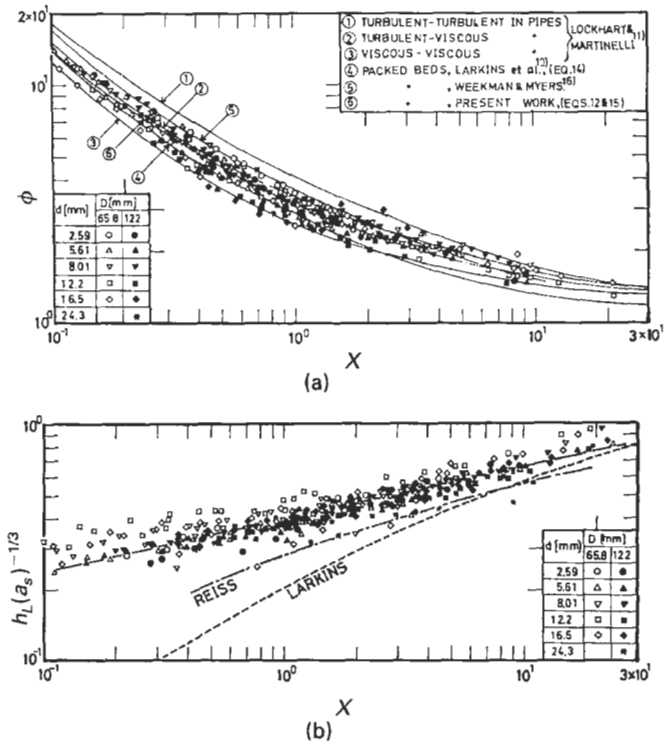 ① TURBULENT-TURBULENT IN PIPES
② TURBULENT-VISCOUS "
③ VISCOUS-VISCOUS "
LOCKHART &
MARTINELLI 11)
④ PACKED BEDS, LARKINS et al., (EQ.14)
⑤ " , WEEKMAN & MYERS 16)
⑥ " , PRESENT WORK, (EQS.12&15)
2×10¹
10¹
① ② ⑤
③ ⑥ ④
φ
d [mm] D [mm]
65.8 122
2.59 ○ ●
5.61 △ ▲
8.01 ▽ ▼
12.2 □ ■
16.5 ◇ ◆
24.3 ★
10⁰
10⁻¹ 10⁰ 10¹ 3×10¹
X
(a)
10⁰
h_L(a_s)^−1/3
REISS
LARKINS
d [mm] D [mm]
65.8 122
2.59 ○ ●
5.61 △ ▲
8.01 ▽ ▼
12.2 □ ■
16.5 ◇ ◆
24.3 ★
10⁻¹
10⁻¹ 10⁰ 10¹ 3×10¹
X
(b)